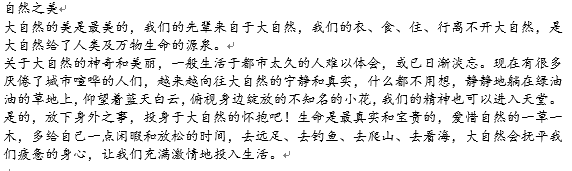 自然之美
大自然的美是最美的，我们的先辈来自于大自然，我们的衣、食、住、行离不开大自然，是
大自然给了人类及万物生命的源泉。
关于大自然的神奇和美丽，一般生活于都市太久的人难以体会，或已日渐淡忘。现在有很多
厌倦了城市喧哗的人们，越来越向往大自然的宁静和真实，什么都不用想，静静地躺在绿油
油的草地上，仰望着蓝天白云，俯视身边绽放的不知名的小花，我们的精神也可以进入天堂。
是的，放下身外之事，投身于大自然的怀抱吧！生命是最真实和宝贵的，爱惜自然的一草一
木，多给自己一点闲暇和放松的时间，去远足、去钓鱼、去爬山、去看海，大自然会抚平我
们疲惫的身心，让我们充满激情地投入生活。